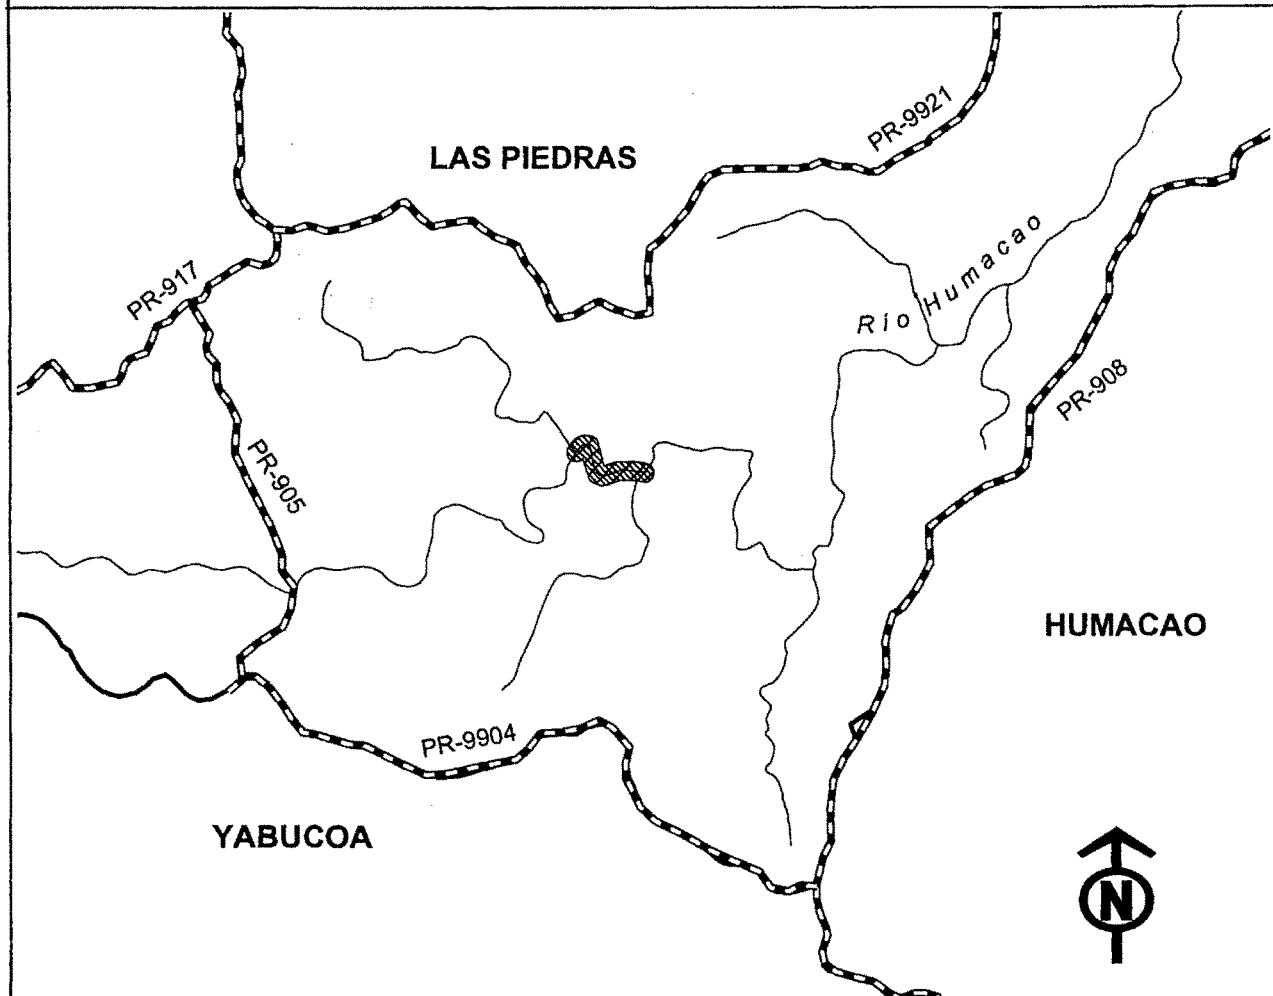 PR-9921
LAS PIEDRAS
Río Humacao
PR-917
PR-908
PR-905
HUMACAO
PR-9904
YABUCOA
N